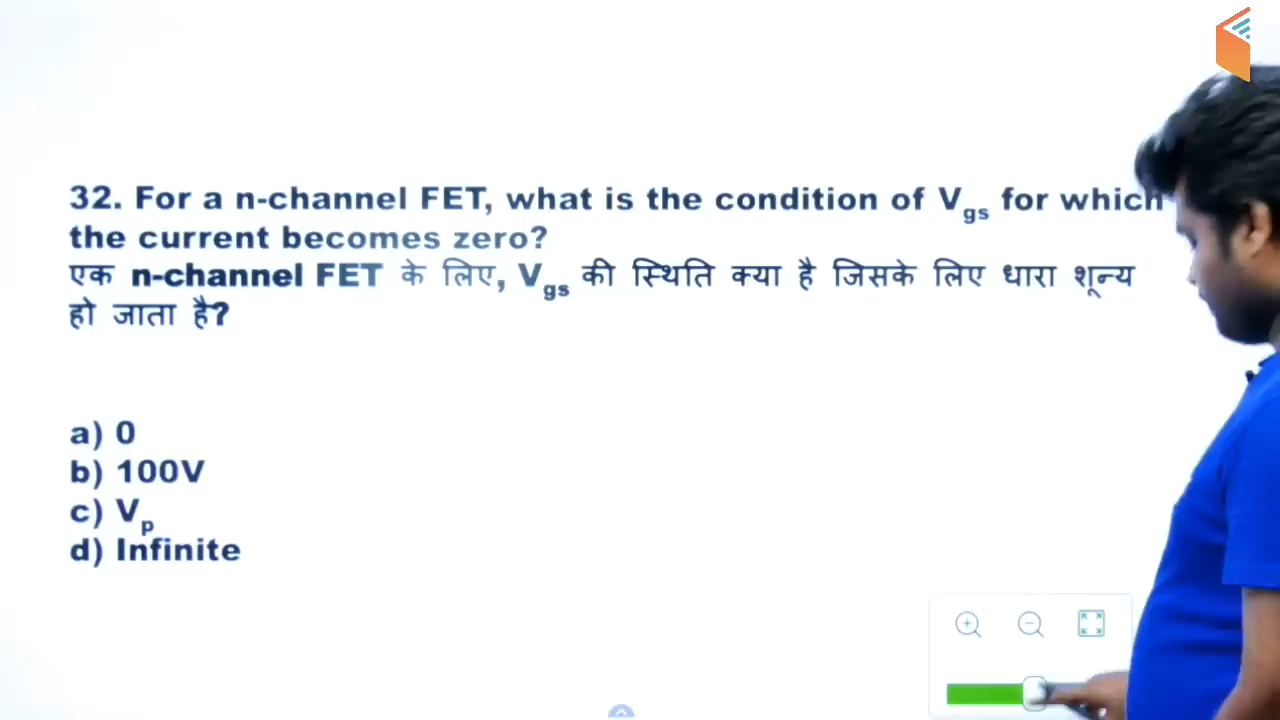 32. For a n-channel FET, what is the condition of Vgs for which
the current becomes zero?
एक n-channel FET के लिए, Vgs की स्थिति क्या है जिसके लिए धारा शून्य
हो जाता है?
a) 0
b) 100V
c) Vp
d) Infinite